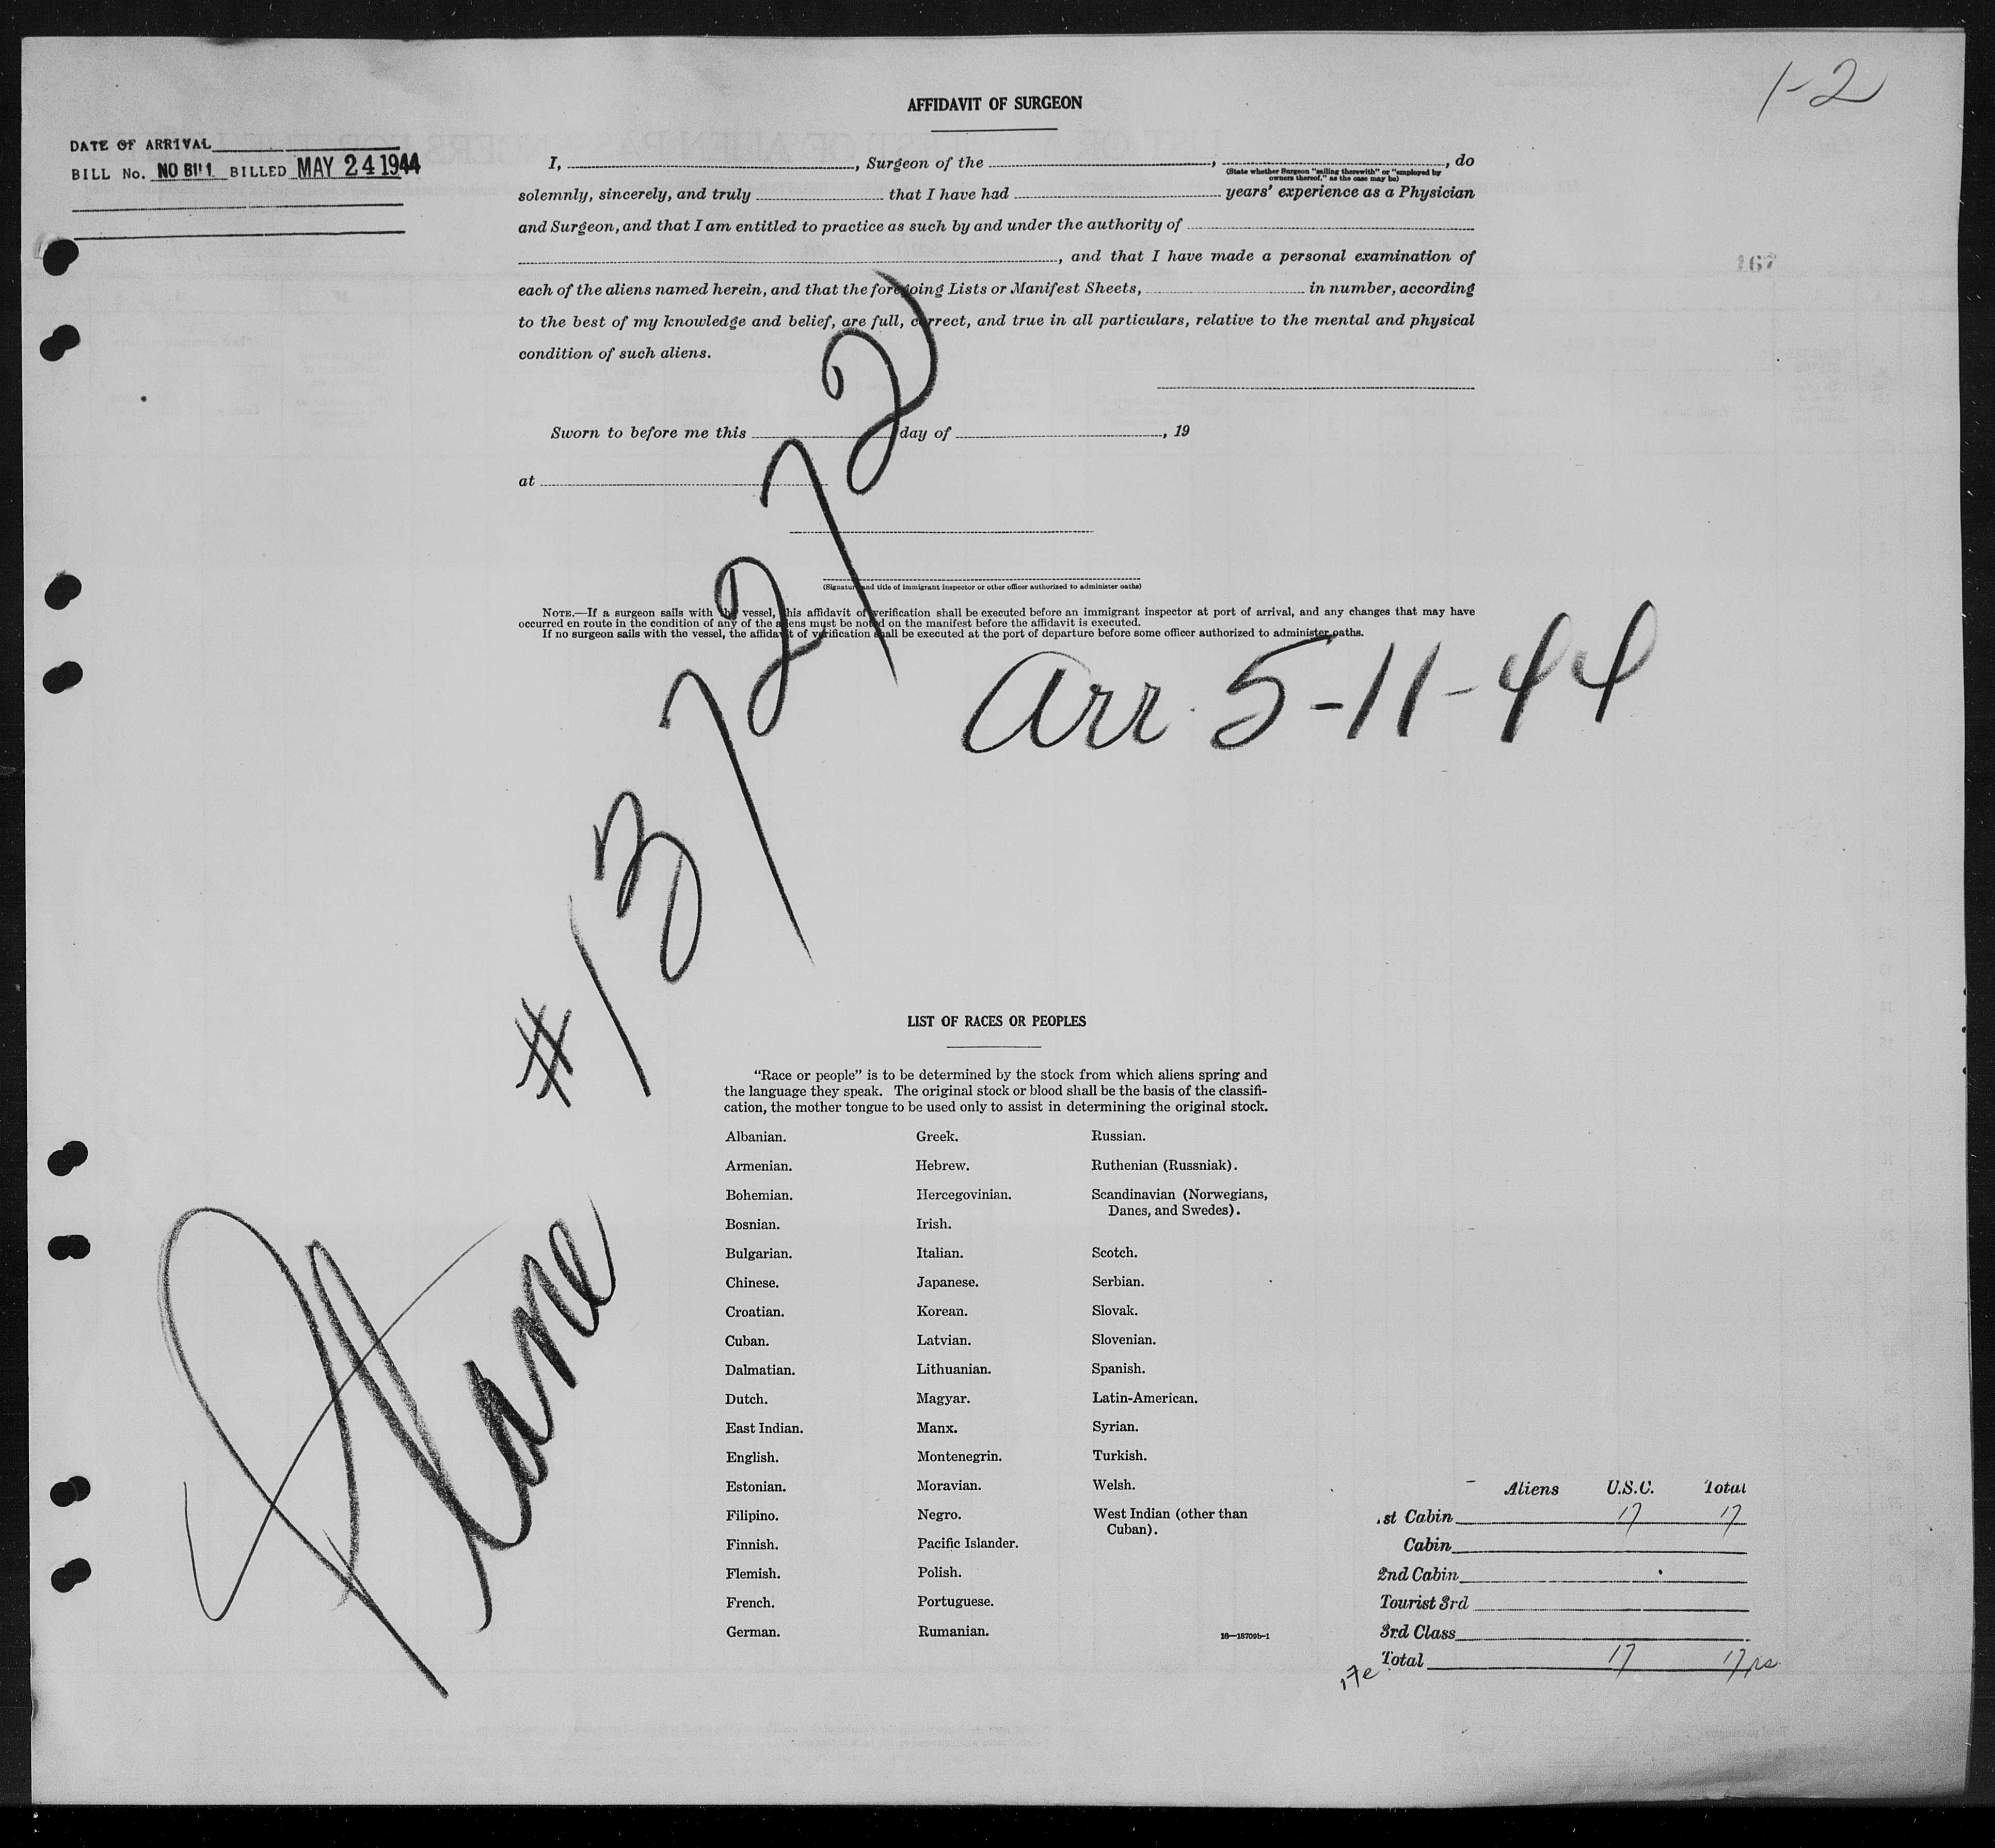 1-2
AFFIDAVIT OF SURGEON
DATE OF ARRIVAL
BILL No. NO BILL BILLED MAY 24 1944
I, , Surgeon of the , , do
(State whether Surgeon "sailing therewith" or "employed by
owners thereof," as the case may be)
solemnly, sincerely, and truly that I have had years' experience as a Physician
and Surgeon, and that I am entitled to practice as such by and under the authority of
, and that I have made a personal examination of
167
each of the aliens named herein, and that the foregoing Lists or Manifest Sheets, in number, according
to the best of my knowledge and belief, are full, correct, and true in all particulars, relative to the mental and physical
condition of such aliens.
Sworn to before me this day of , 19
at
(Signature and title of immigrant inspector or other officer authorized to administer oaths)
NOTE.—If a surgeon sails with the vessel, this affidavit of verification shall be executed before an immigrant inspector at port of arrival, and any changes that may have
occurred en route in the condition of any of the aliens must be noted on the manifest before the affidavit is executed.
If no surgeon sails with the vessel, the affidavit of verification shall be executed at the port of departure before some officer authorized to administer oaths.
Arr. 5-11-44
#137272
LIST OF RACES OR PEOPLES
"Race or people" is to be determined by the stock from which aliens spring and
the language they speak. The original stock or blood shall be the basis of the classifi-
cation, the mother tongue to be used only to assist in determining the original stock.
Albanian.
Armenian.
Bohemian.
Bosnian.
Bulgarian.
Chinese.
Croatian.
Cuban.
Dalmatian.
Dutch.
East Indian.
English.
Estonian.
Filipino.
Finnish.
Flemish.
French.
German.
Greek.
Hebrew.
Hercegovinian.
Irish.
Italian.
Japanese.
Korean.
Latvian.
Lithuanian.
Magyar.
Manx.
Montenegrin.
Moravian.
Negro.
Pacific Islander.
Polish.
Portuguese.
Rumanian.
Russian.
Ruthenian (Russniak).
Scandinavian (Norwegians,
Danes, and Swedes).
Scotch.
Serbian.
Slovak.
Slovenian.
Spanish.
Latin-American.
Syrian.
Turkish.
Welsh.
West Indian (other than
Cuban).
16—18709b-1
Plane
Aliens U.S.C. Total
1st Cabin 17 17
Cabin
2nd Cabin
Tourist 3rd
3rd Class
Total 17 17